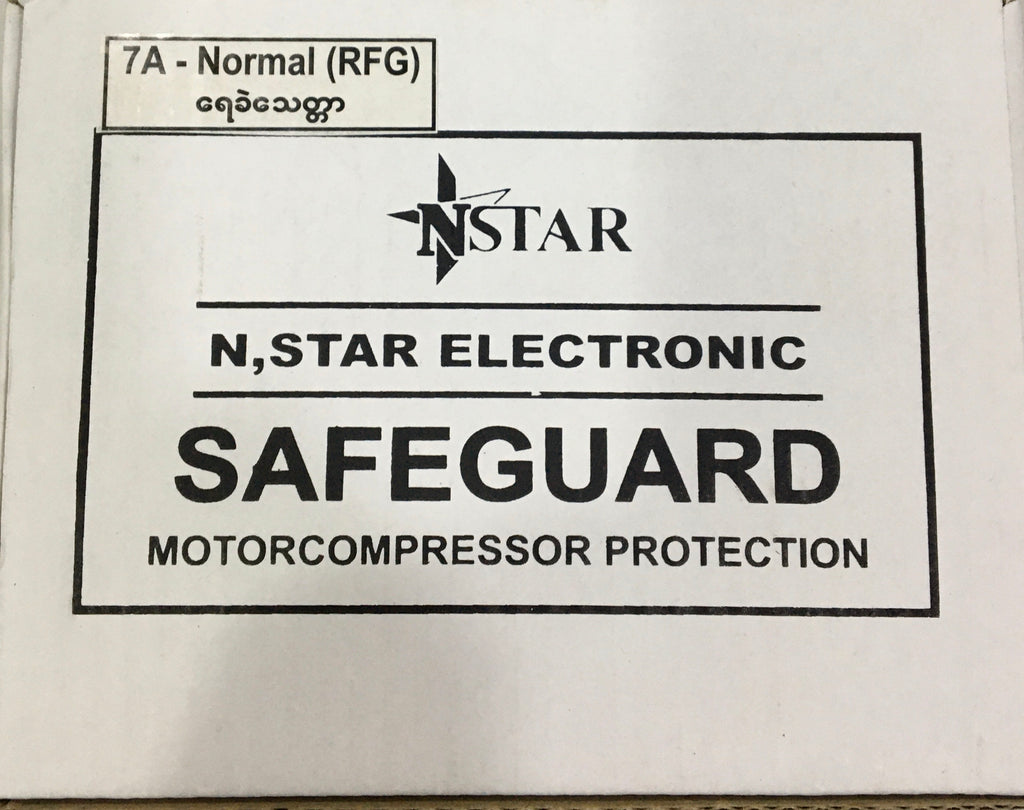 7A - Normal (RFG)
ရေခဲသေတ္တာ
NSTAR
N,STAR ELECTRONIC
SAFEGUARD
MOTORCOMPRESSOR PROTECTION